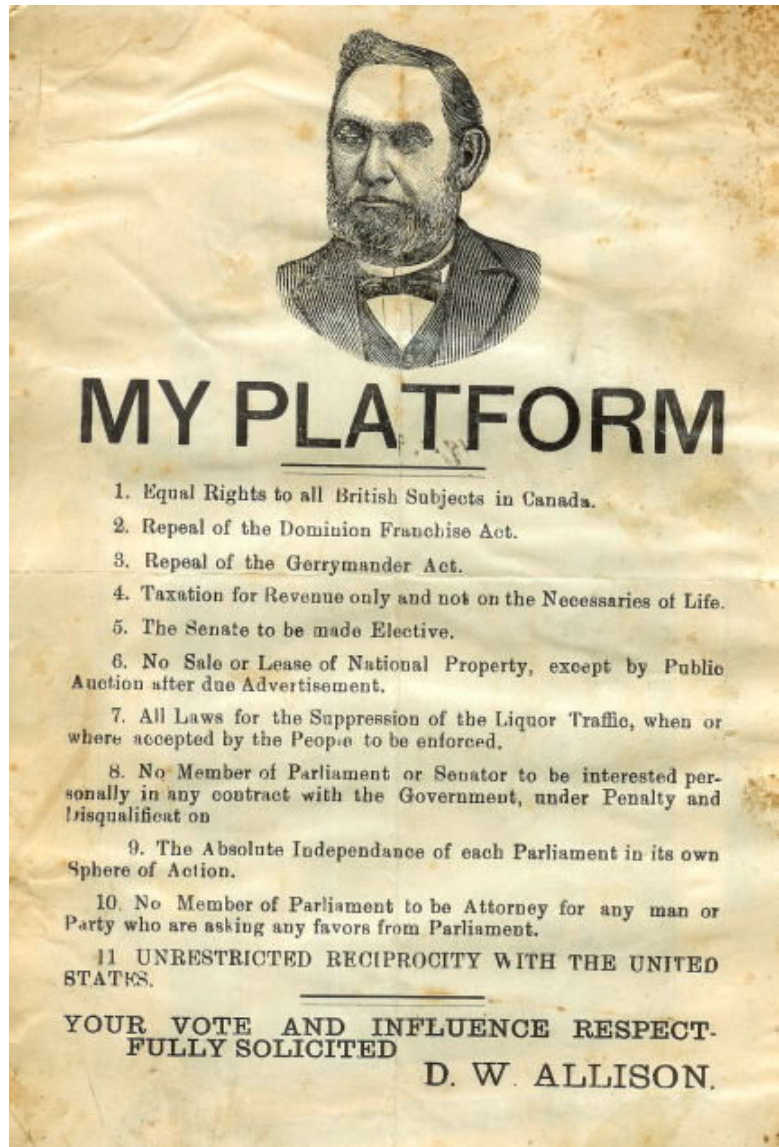 MY PLATFORM
1. Equal Rights to all British Subjects in Canada.
2. Repeal of the Dominion Franchise Act.
3. Repeal of the Gerrymander Act.
4. Taxation for Revenue only and not on the Necessaries of Life.
5. The Senate to be made Elective.
6. No Sale or Lease of National Property, except by Public
Auction after due Advertisement.
7. All Laws for the Suppression of the Liquor Traffic, when or
where accepted by the People to be enforced.
8. No Member of Parliament or Senator to be interested per-
sonally in any contract with the Government, under Penalty and
Disqualificat on
9. The Absolute Independance of each Parliament in its own
Sphere of Action.
10. No Member of Parliament to be Attorney for any man or
Party who are asking any favors from Parliament.
11 UNRESTRICTED RECIPROCITY WITH THE UNITED
STATES.
YOUR VOTE AND INFLUENCE RESPECT-
FULLY SOLICITED
D. W. ALLISON.